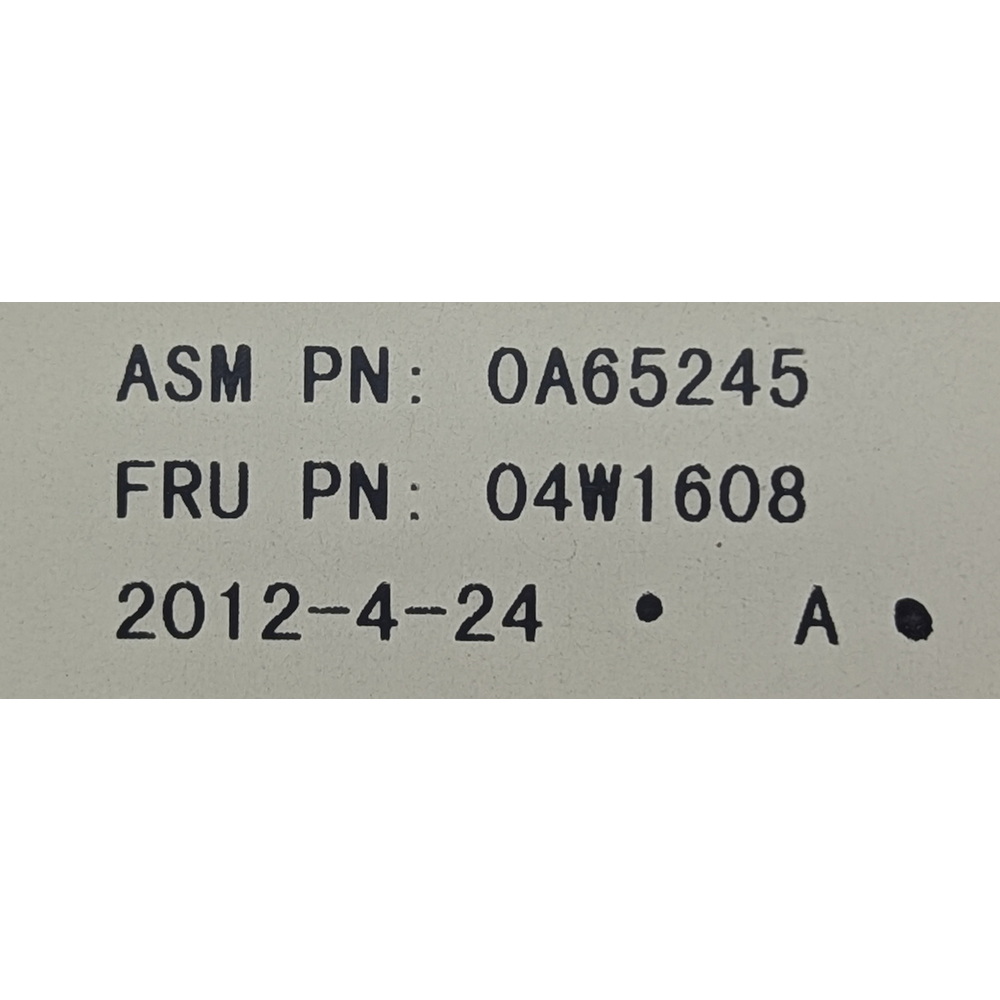 ASM PN: 0A65245
FRU PN: 04W1608
2012-4-24 • A ●